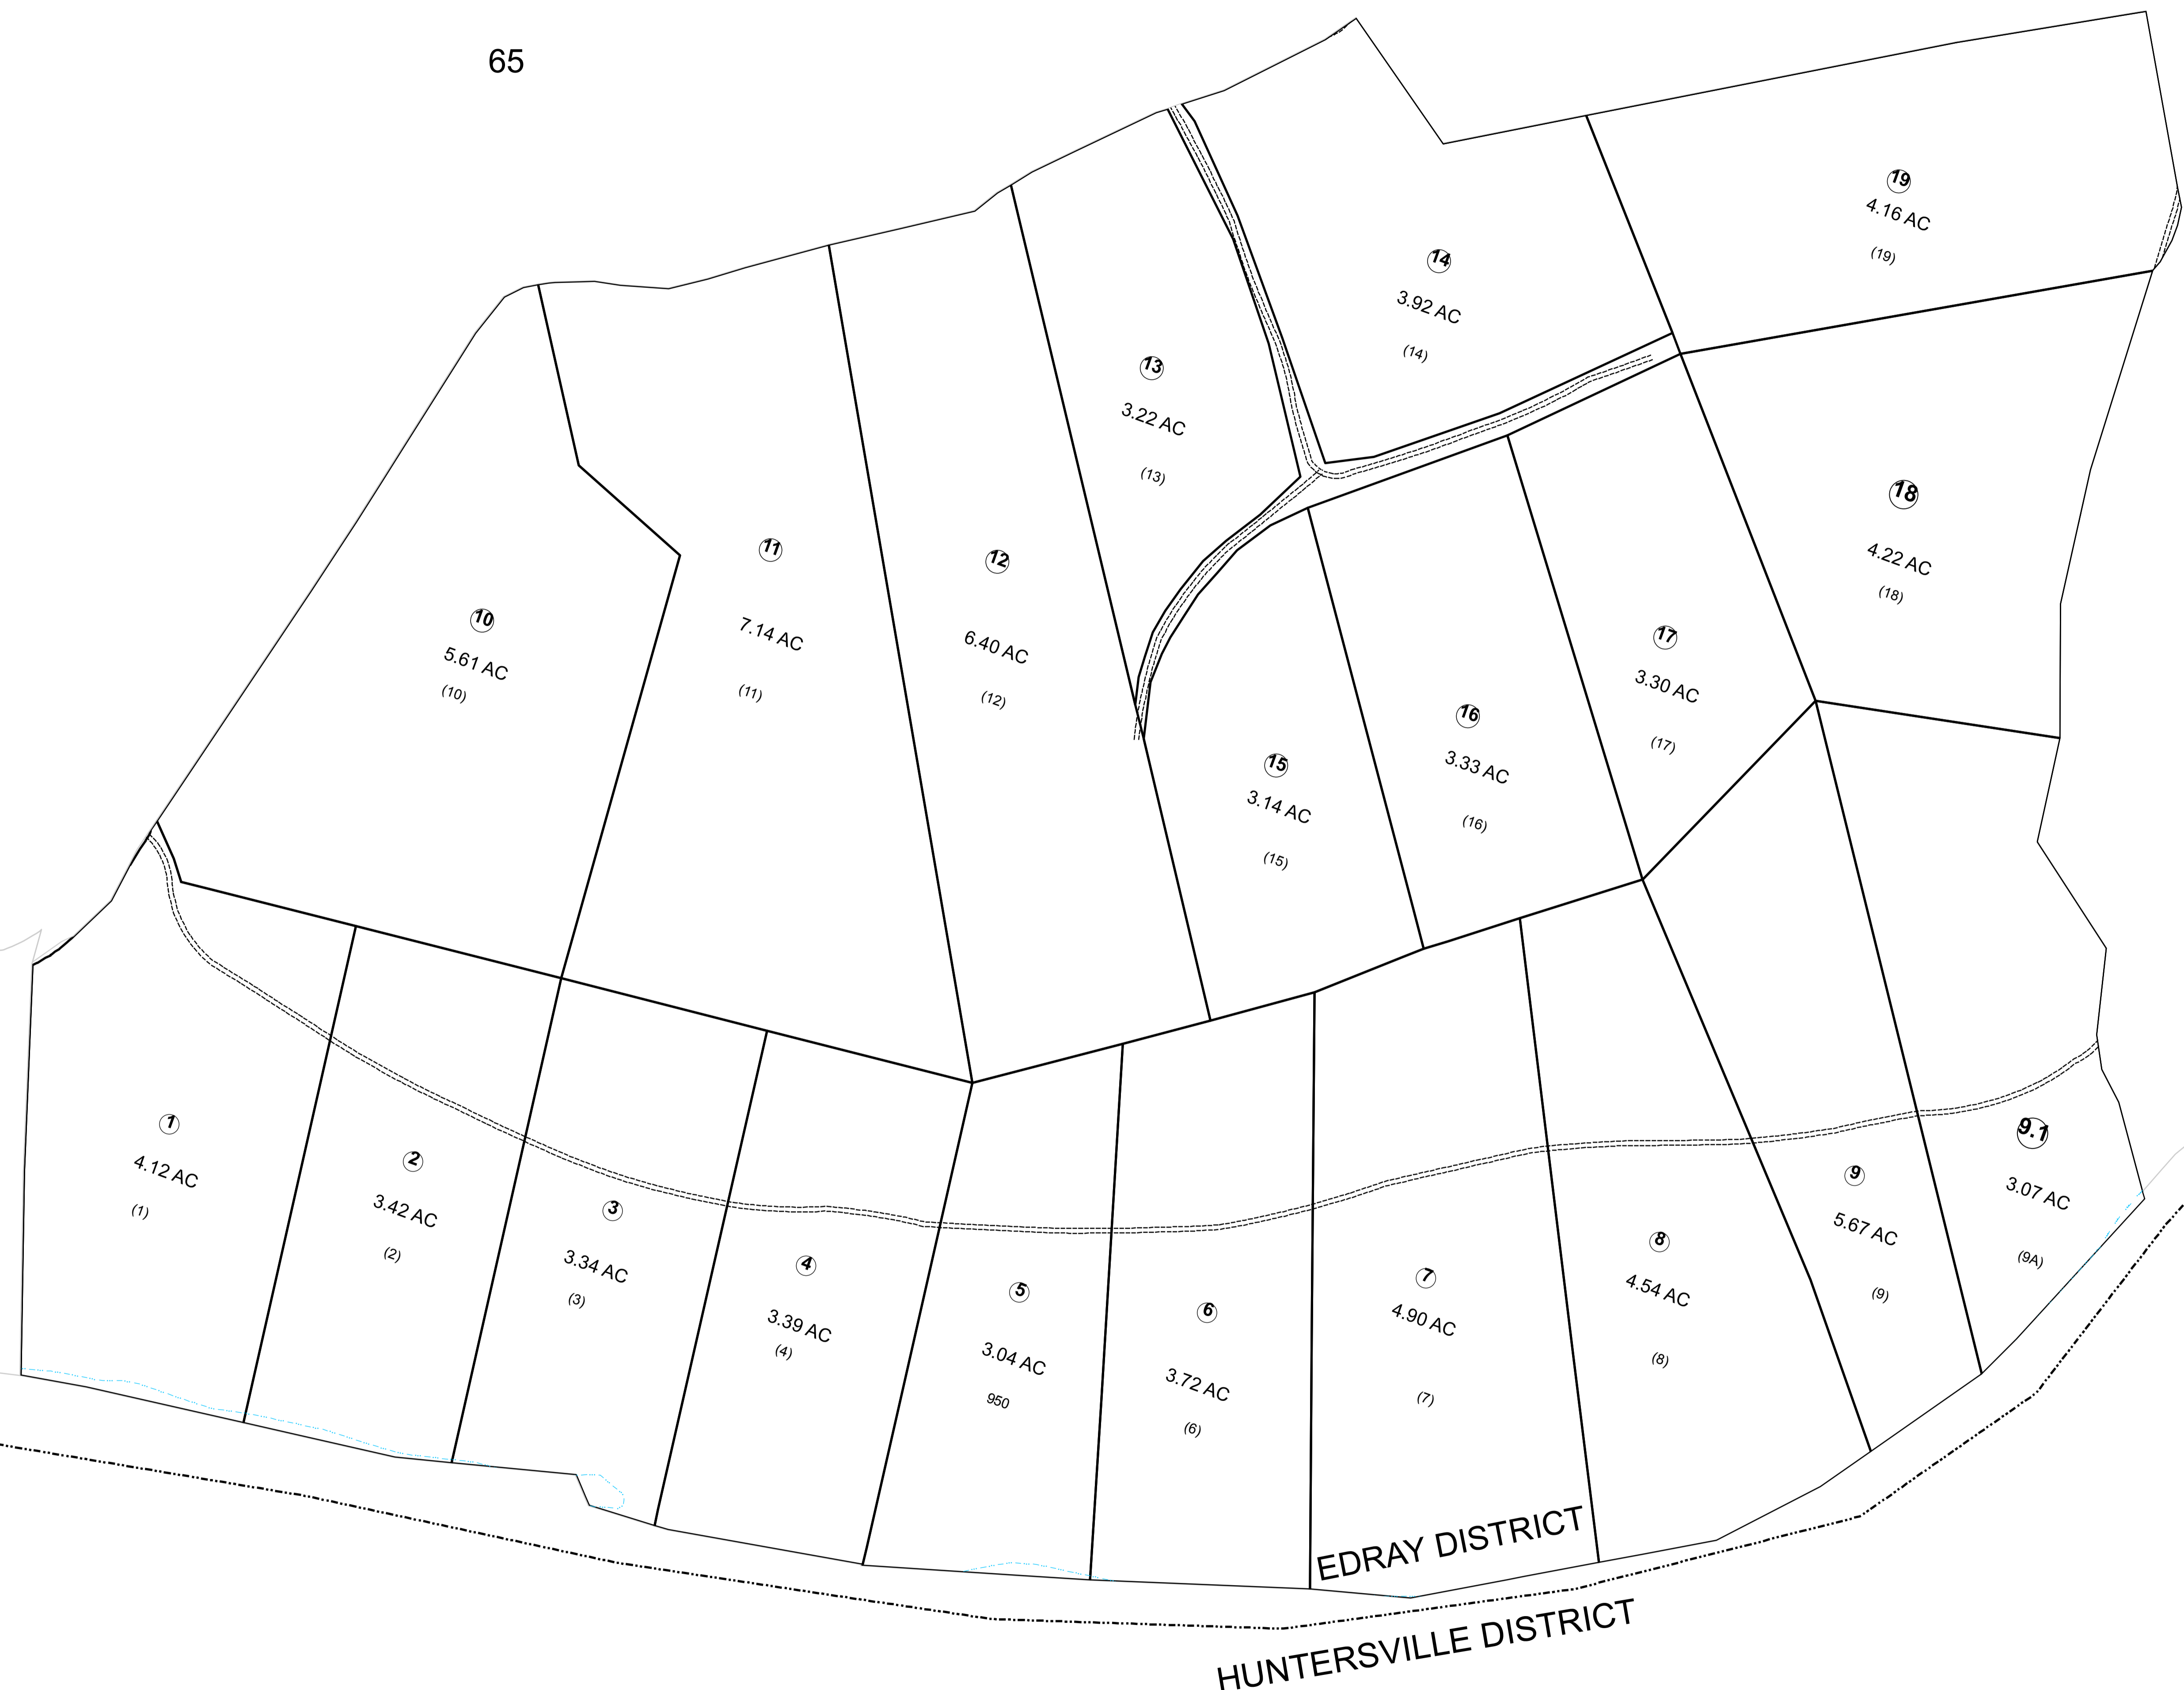 65
19
4.16 AC
(19)
14
3.92 AC
(14)
13
3.22 AC
(13)
18
4.22 AC
(18)
11
7.14 AC
(11)
12
6.40 AC
(12)
10
5.61 AC
(10)
17
3.30 AC
(17)
16
3.33 AC
(16)
15
3.14 AC
(15)
1
4.12 AC
(1)
2
3.42 AC
(2)
3
3.34 AC
(3)
4
3.39 AC
(4)
5
3.04 AC
950
6
3.72 AC
(6)
7
4.90 AC
(7)
8
4.54 AC
(8)
9
5.67 AC
(9)
9.1
3.07 AC
(9A)
EDRAY DISTRICT
HUNTERSVILLE DISTRICT